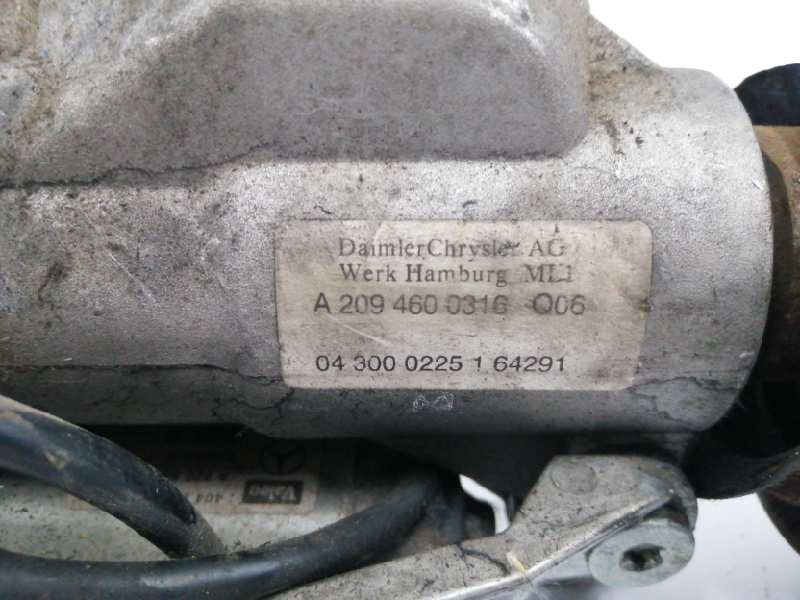 DaimlerChrysler AG
Werk Hamburg ML1
A 209 460 0316 Q06
04 300 0225 1 64291